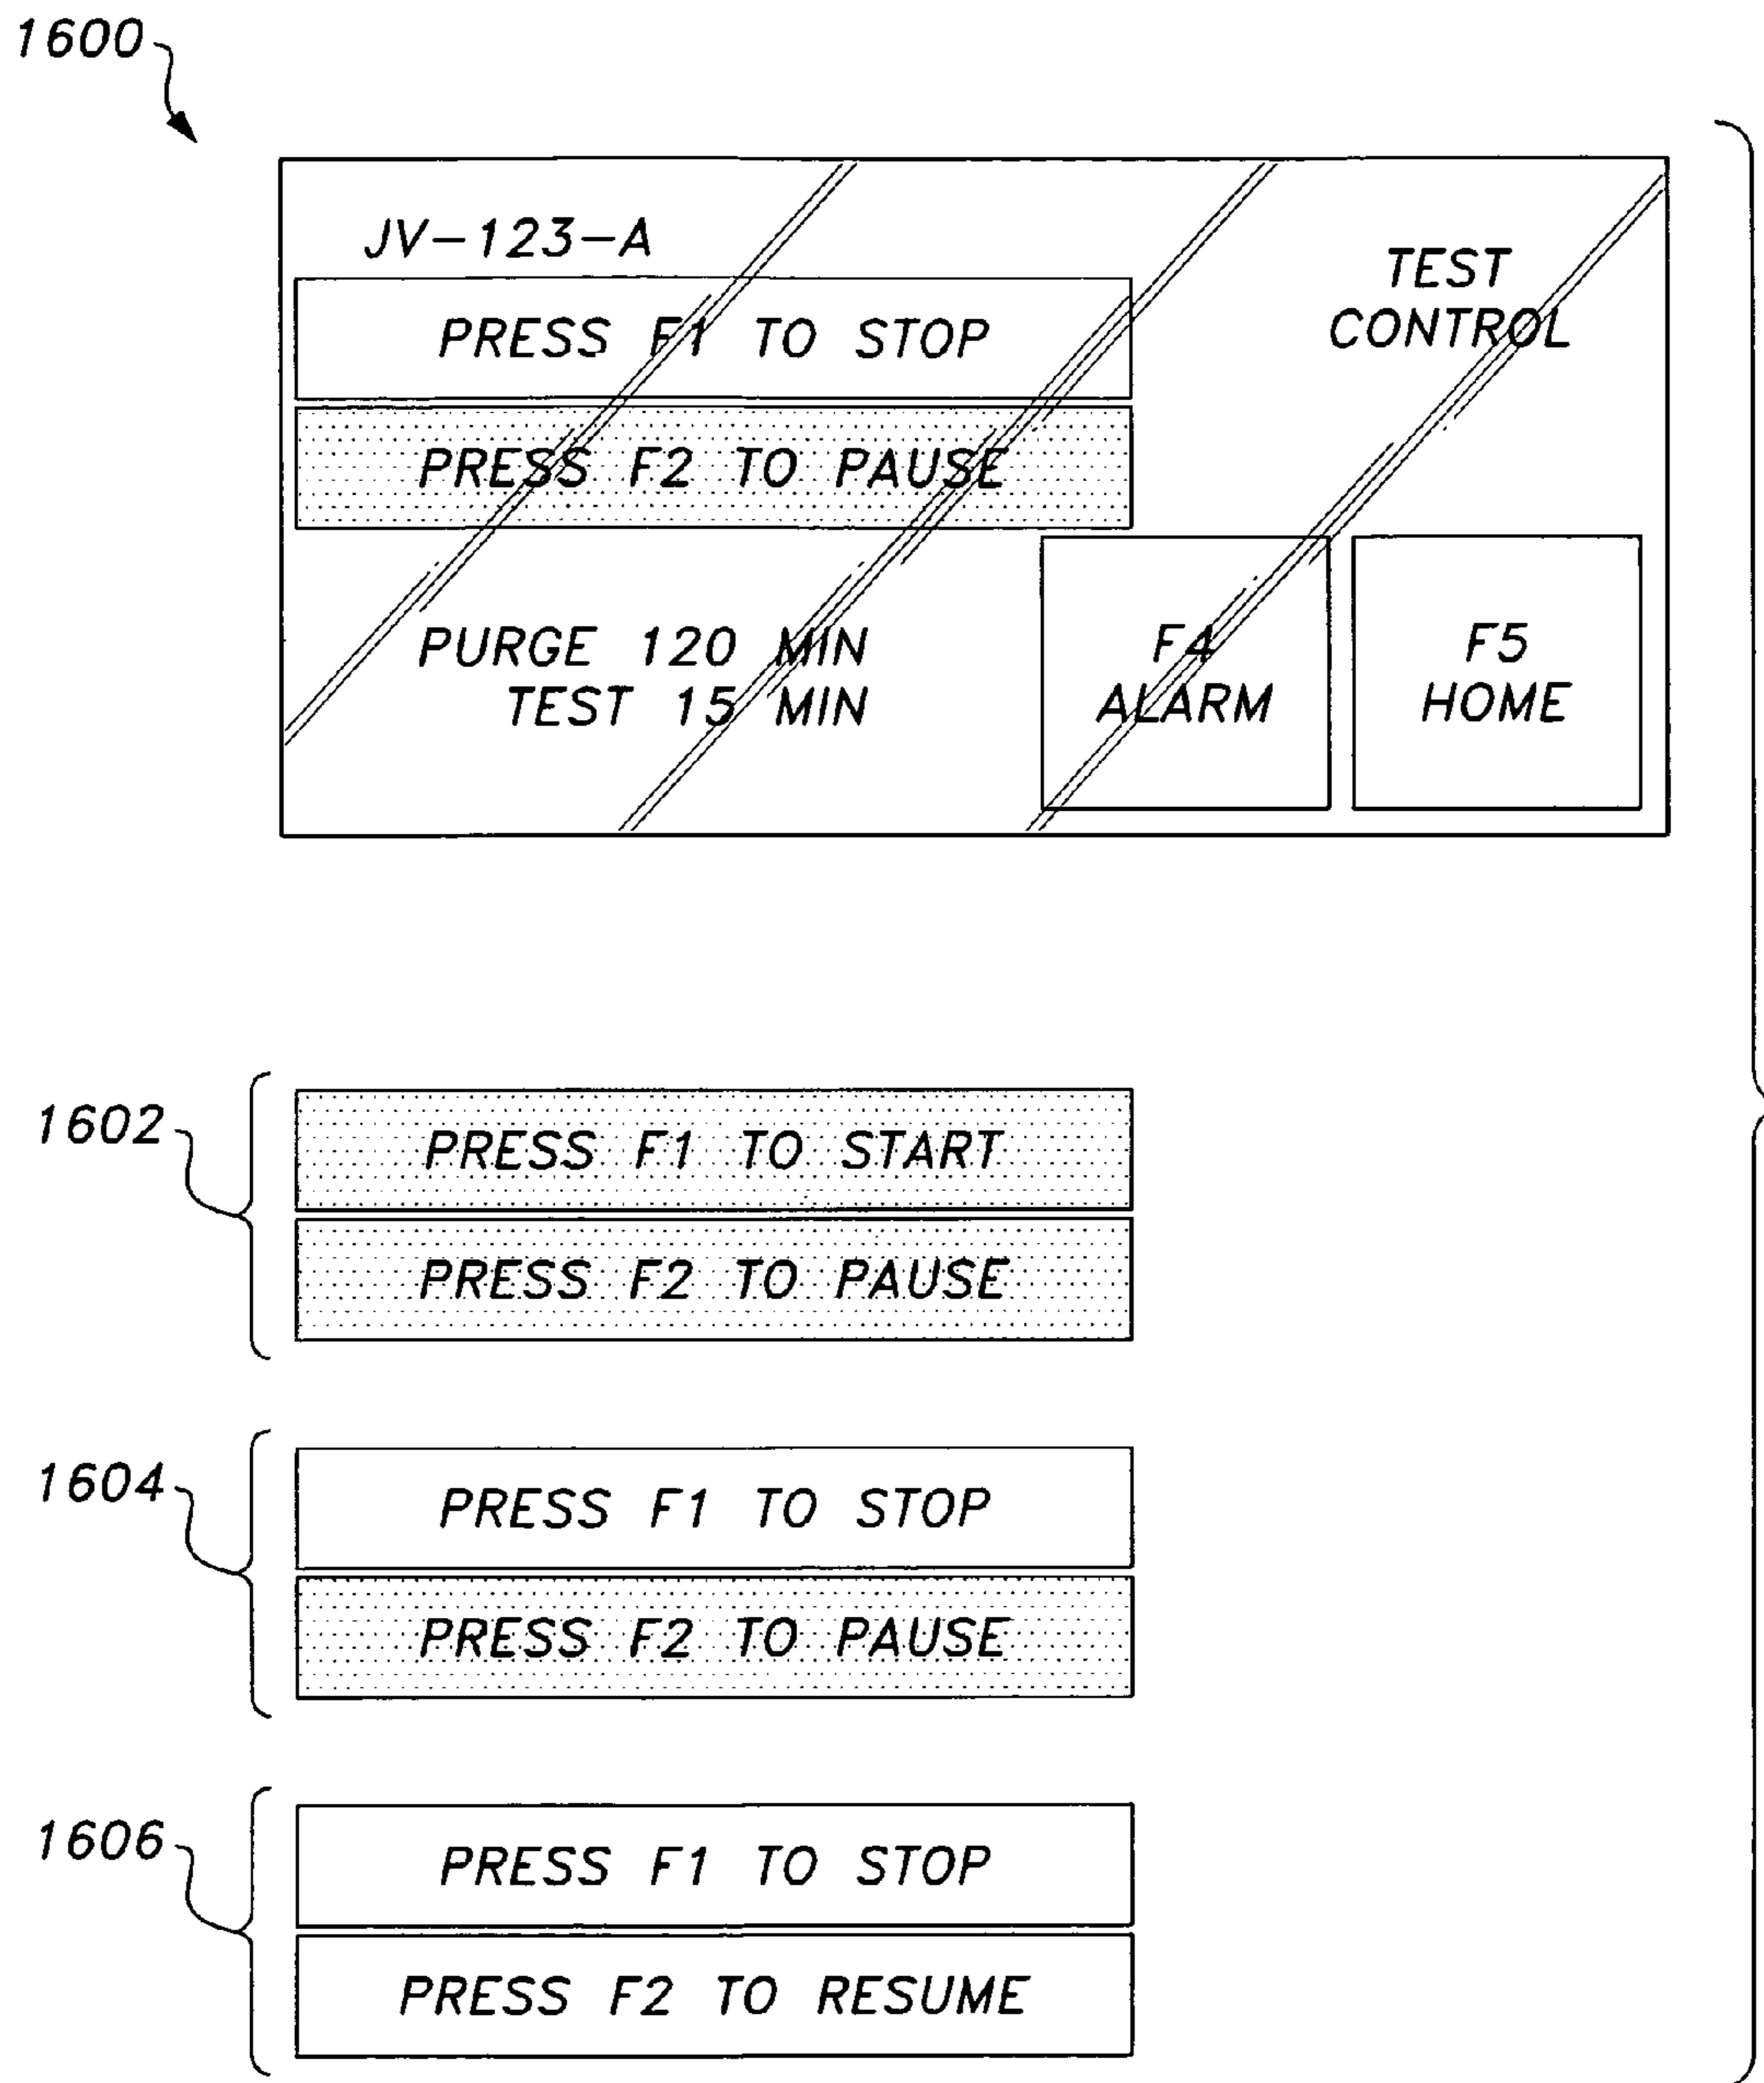 1600
JV-123-A
TEST
CONTROL
PRESS F1 TO STOP
PRESS F2 TO PAUSE
PURGE 120 MIN
TEST 15 MIN
F4
ALARM
F5
HOME
1602
PRESS F1 TO START
PRESS F2 TO PAUSE
1604
PRESS F1 TO STOP
PRESS F2 TO PAUSE
1606
PRESS F1 TO STOP
PRESS F2 TO RESUME